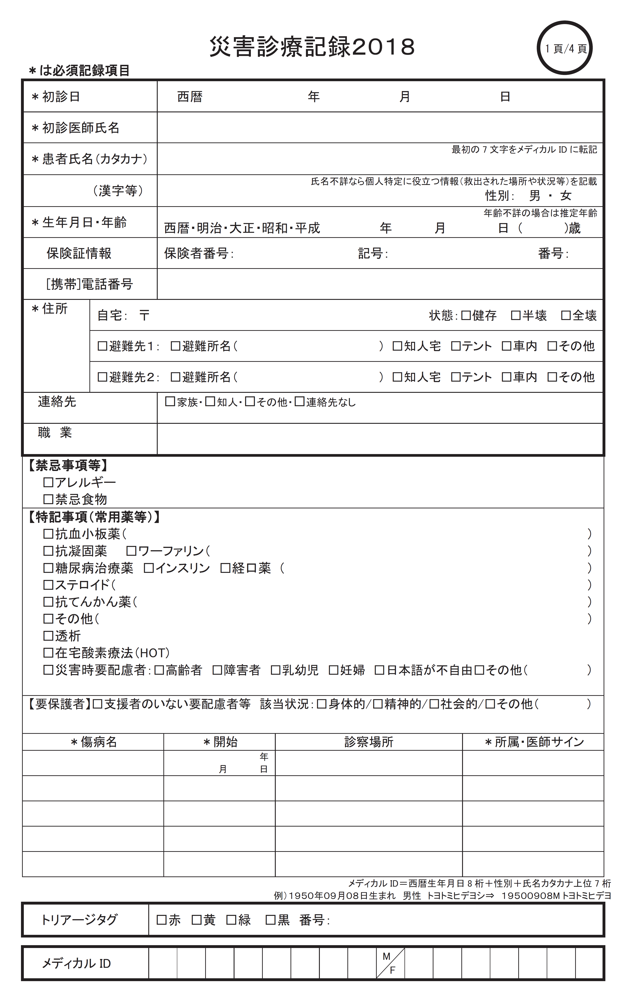 災害診療記録2018
1 頁/4 頁
＊は必須記録項目
＊初診日 西暦 年 月 日
＊初診医師氏名
最初の 7 文字をメディカル ID に転記
＊患者氏名（カタカナ）
氏名不詳なら個人特定に役立つ情報（救出された場所や状況等）を記載
（漢字等） 性別： 男 ・ 女
年齢不詳の場合は推定年齢
＊生年月日・年齢 西暦・明治・大正・昭和・平成 年 月 日 （ ）歳
保険証情報 保険者番号： 記号： 番号：
[携帯]電話番号
＊住所 自宅： 〒 状態：□健存 □半壊 □全壊
□避難先1： □避難所名（ ） □知人宅 □テント □車内 □その他
□避難先2： □避難所名（ ） □知人宅 □テント □車内 □その他
連絡先 □家族・□知人・□その他・□連絡先なし
職 業
【禁忌事項等】
□アレルギー
□禁忌食物
【特記事項（常用薬等）】
□抗血小板薬（ ）
□抗凝固薬 □ワーファリン（ ）
□糖尿病治療薬 □インスリン □経口薬 （ ）
□ステロイド（ ）
□抗てんかん薬（ ）
□その他（ ）
□透析
□在宅酸素療法（HOT）
□災害時要配慮者：□高齢者 □障害者 □乳幼児 □妊婦 □日本語が不自由□その他（ ）
【要保護者】□支援者のいない要配慮者等 該当状況：□身体的/□精神的/□社会的/□その他（ ）
＊傷病名 ＊開始 診察場所 ＊所属・医師サイン
年
月 日
メディカル ID＝西暦生年月日 8 桁＋性別＋氏名カタカナ上位 7 桁
例）1950年09月08日生まれ 男性 トヨトミヒデヨシ⇒ 19500908M トヨトミヒデヨ
トリアージタグ □赤 □黄 □緑 □黒 番号：
メディカル ID M/F